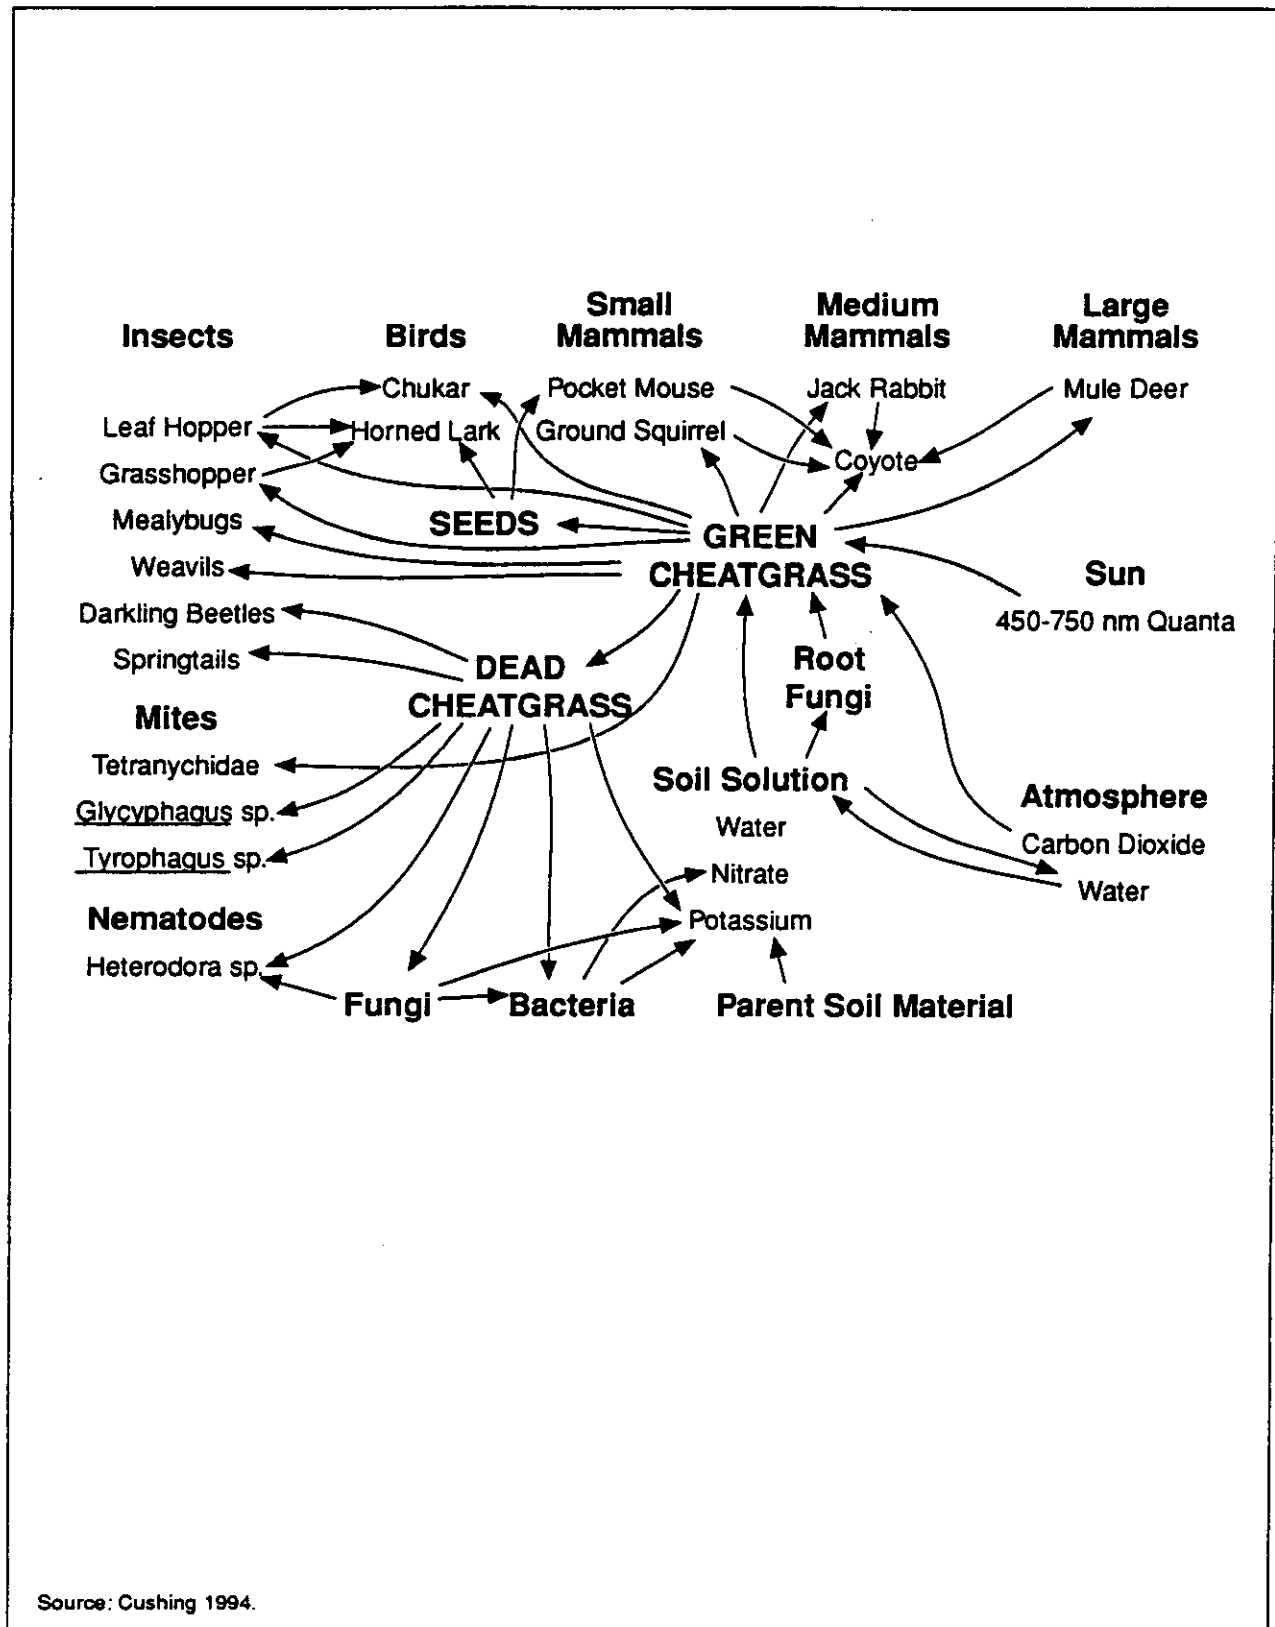 Insects
Birds
Small
Mammals
Medium
Mammals
Large
Mammals
Chukar
Pocket Mouse
Jack Rabbit
Mule Deer
Leaf Hopper
Horned Lark
Ground Squirrel
Coyote
Grasshopper
Mealybugs
SEEDS
GREEN
CHEATGRASS
Weavils
Sun
450-750 nm Quanta
Darkling Beetles
Springtails
DEAD
CHEATGRASS
Root
Fungi
Mites
Tetranychidae
Glycyphagus sp.
Tyrophagus sp.
Soil Solution
Water
Nitrate
Potassium
Atmosphere
Carbon Dioxide
Water
Nematodes
Heterodora sp.
Fungi
Bacteria
Parent Soil Material
Source: Cushing 1994.